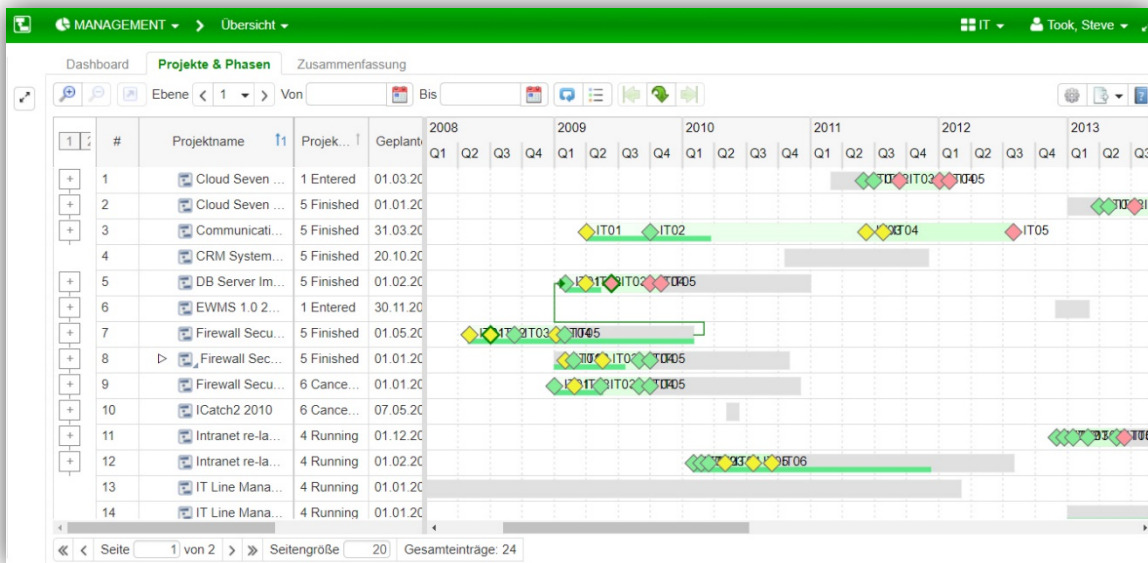 MANAGEMENT Übersicht IT Took, Steve
Dashboard Projekte & Phasen Zusammenfassung
Ebene 1 Von Bis
1 # Projektname 1 Projek... Geplant
2008 2009 2010 2011 2012 2013
Q1 Q2 Q3 Q4 Q1 Q2 Q3 Q4 Q1 Q2 Q3 Q4 Q1 Q2 Q3 Q4 Q1 Q2 Q3 Q4 Q1 Q2 Q3
1 Cloud Seven ... 1 Entered 01.03.20
2 Cloud Seven ... 5 Finished 01.01.20
3 Communicati... 5 Finished 31.03.20 IT01 IT02 IT04 IT05
4 CRM System... 5 Finished 20.10.20
5 DB Server Im... 5 Finished 01.02.20
6 EWMS 1.0 2... 1 Entered 30.11.20
7 Firewall Secu... 5 Finished 01.05.20
8 Firewall Sec... 5 Finished 01.01.20
9 Firewall Secu... 6 Cance... 01.01.20
10 ICatch2 2010 6 Cance... 07.05.20
11 Intranet re-la... 4 Running 01.12.20
12 Intranet re-la... 4 Running 01.02.20
13 IT Line Mana... 4 Running 01.01.20
14 IT Line Mana... 4 Running 01.01.20
Seite 1 von 2 Seitengröße 20 Gesamteinträge: 24